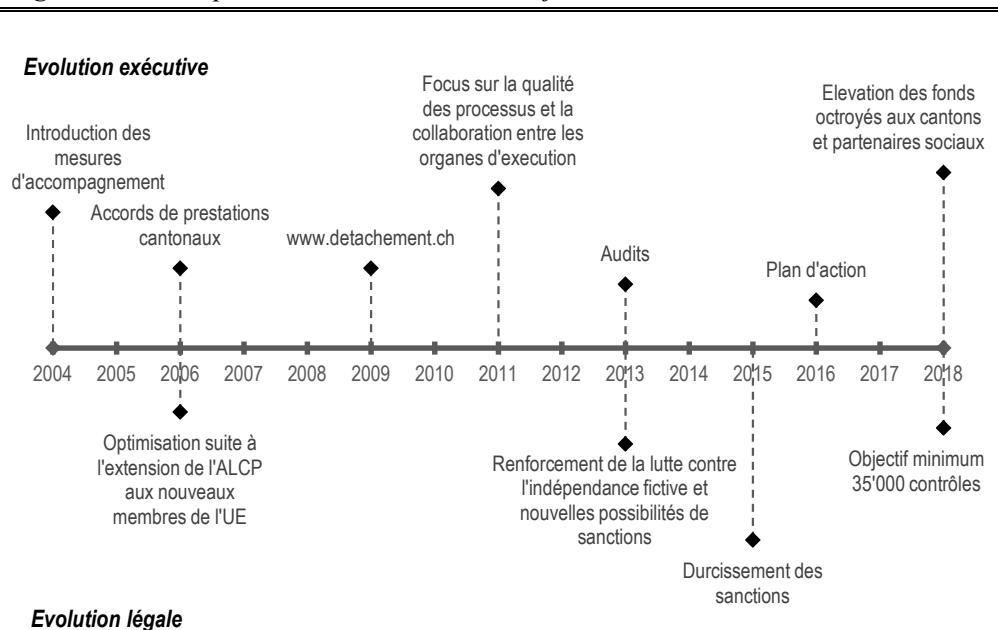 Evolution exécutive
Introduction des
mesures
d'accompagnement
Accords de prestations
cantonaux
www.detachement.ch
Focus sur la qualité
des processus et la
collaboration entre les
organes d'execution
Audits
Plan d'action
Elevation des fonds
octroyés aux cantons
et partenaires sociaux
2004 2005 2006 2007 2008 2009 2010 2011 2012 2013 2014 2015 2016 2017 2018
Optimisation suite à
l'extension de l'ALCP
aux nouveaux
membres de l'UE
Renforcement de la lutte contre
l'indépendance fictive et
nouvelles possibilités de
sanctions
Durcissement des
sanctions
Objectif minimum
35'000 contrôles
Evolution légale